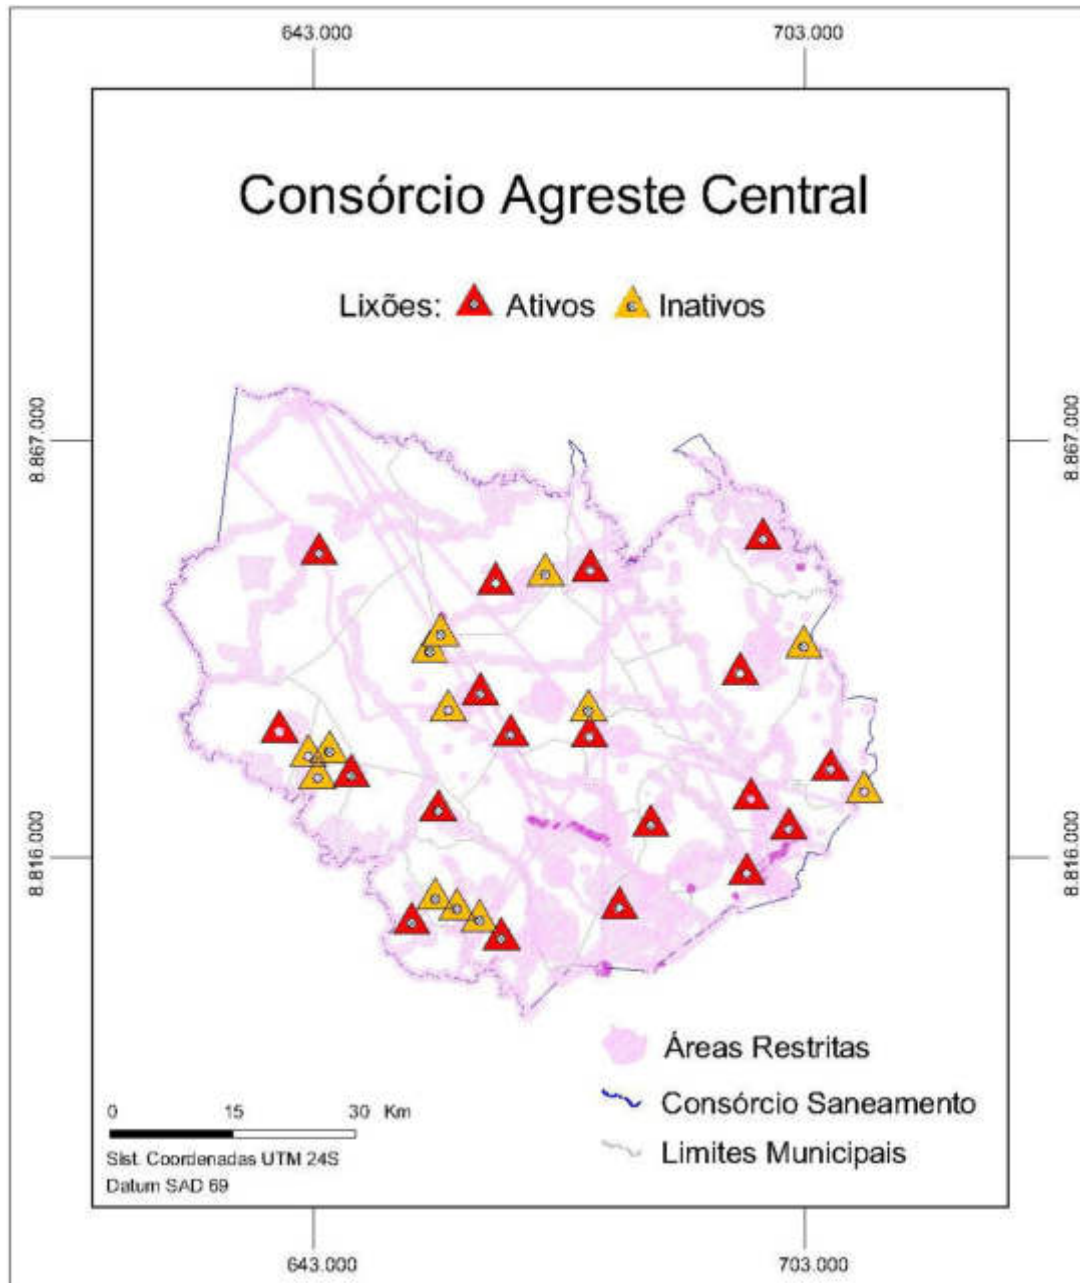 643.000 703.000
Consórcio Agreste Central
Lixões: Ativos Inativos
8.867.000 8.867.000
8.816.000 8.816.000
Áreas Restritas
Consórcio Saneamento
Limites Municipais
0 15 30 Km
Sist. Coordenadas UTM 24S
Datum SAD 69
643.000 703.000